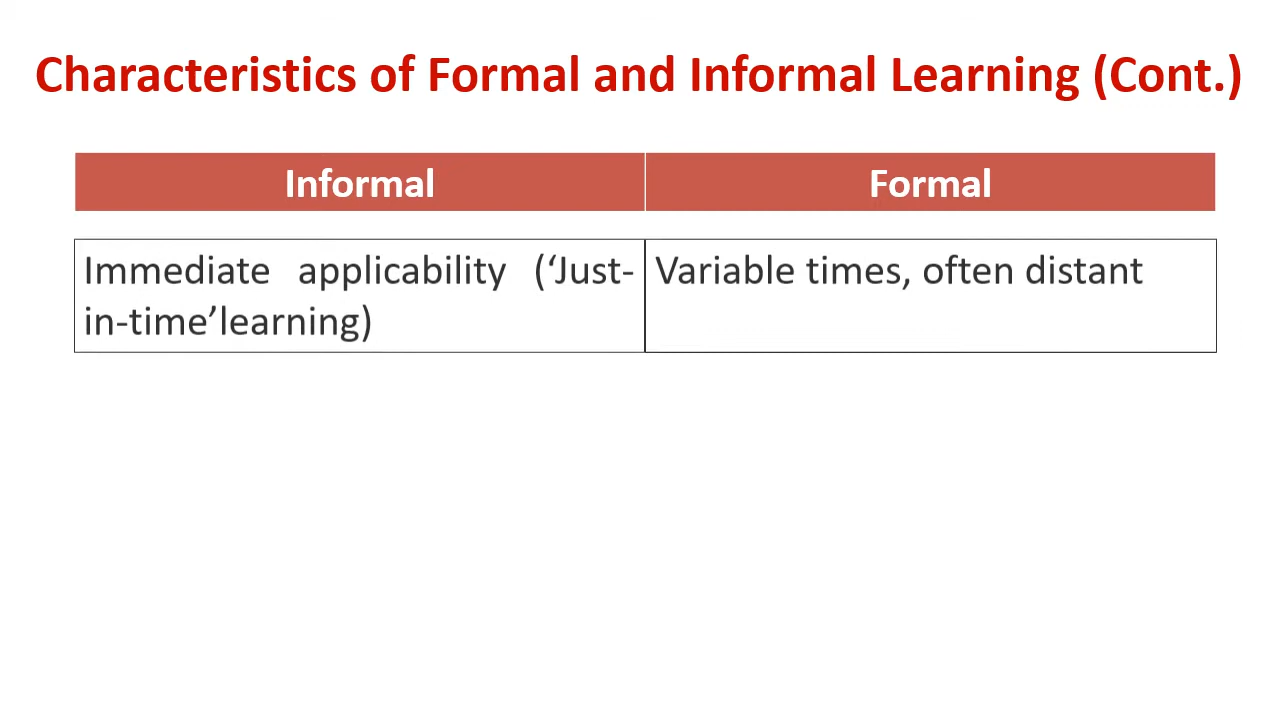 Characteristics of Formal and Informal Learning (Cont.)
Informal
Formal
Immediate applicability (‘Just-
in-time’learning)
Variable times, often distant